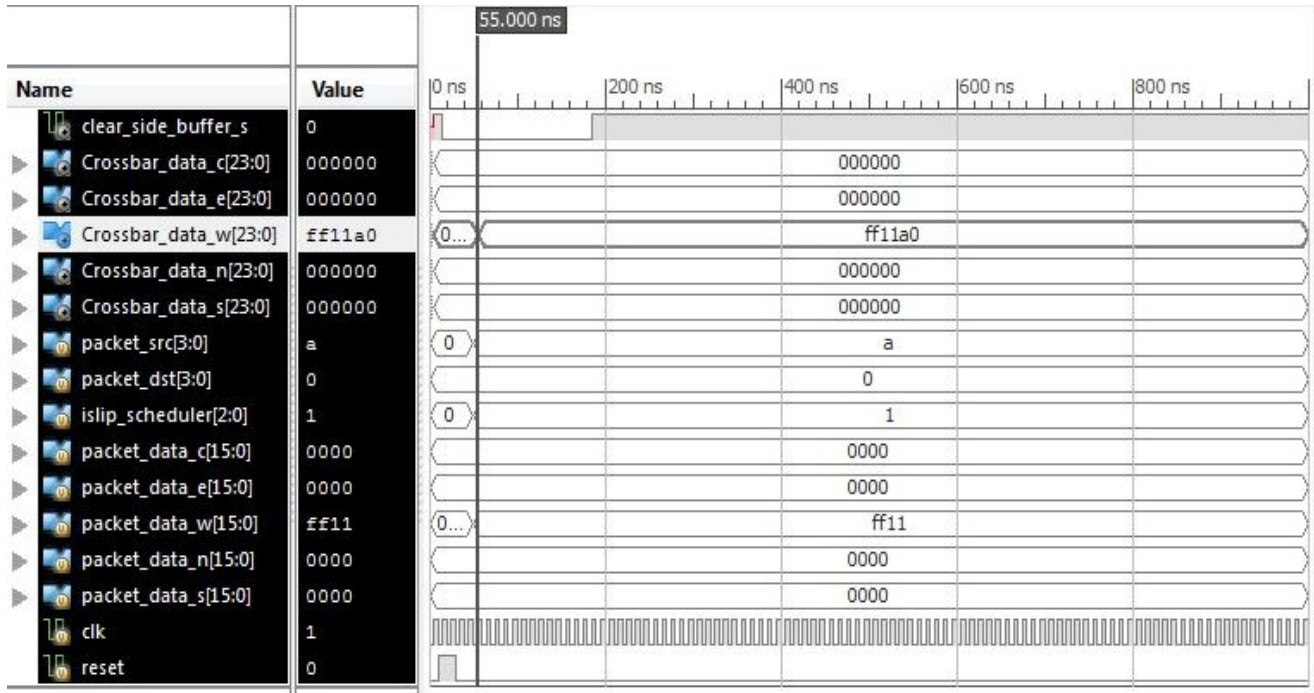 55.000 ns
Name Value 0 ns 200 ns 400 ns 600 ns 800 ns
clear_side_buffer_s 0
Crossbar_data_c[23:0] 000000 000000
Crossbar_data_e[23:0] 000000 000000
Crossbar_data_w[23:0] ff11a0 0... ff11a0
Crossbar_data_n[23:0] 000000 000000
Crossbar_data_s[23:0] 000000 000000
packet_src[3:0] a 0 a
packet_dst[3:0] 0 0
islip_scheduler[2:0] 1 0 1
packet_data_c[15:0] 0000 0000
packet_data_e[15:0] 0000 0000
packet_data_w[15:0] ff11 0... ff11
packet_data_n[15:0] 0000 0000
packet_data_s[15:0] 0000 0000
clk 1
reset 0